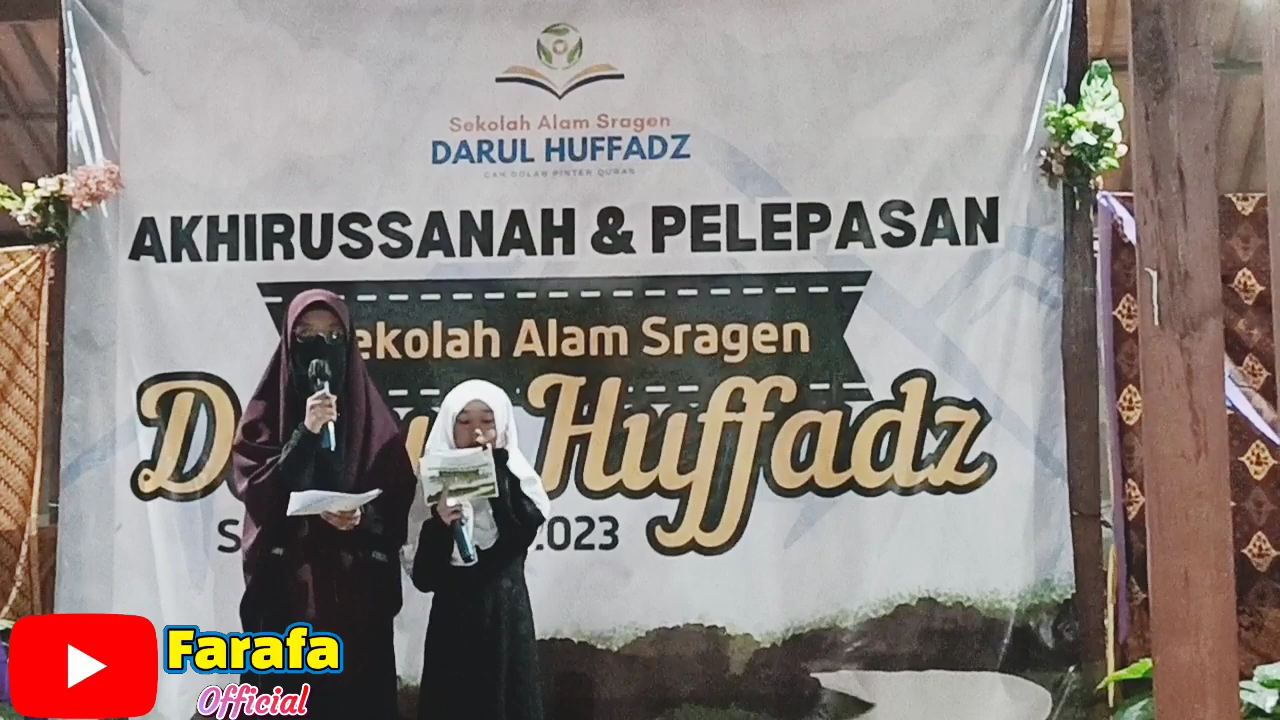 Sekolah Alam Sragen
DARUL HUFFADZ
AKHIRUSSANAH & PELEPASAN
ekolah Alam Sragen
Huffadz
2023
Farafa
Official